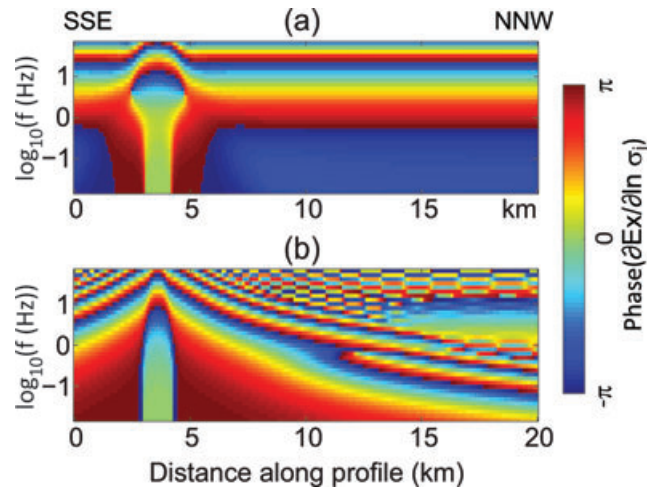 SSE (a) NNW
log₁₀(f (Hz))
1
0
−1
0 5 10 15 km
(b)
log₁₀(f (Hz))
1
0
−1
0 5 10 15 20
Distance along profile (km)
π
0
-π
Phase(∂Ex/∂ln σᵢ)